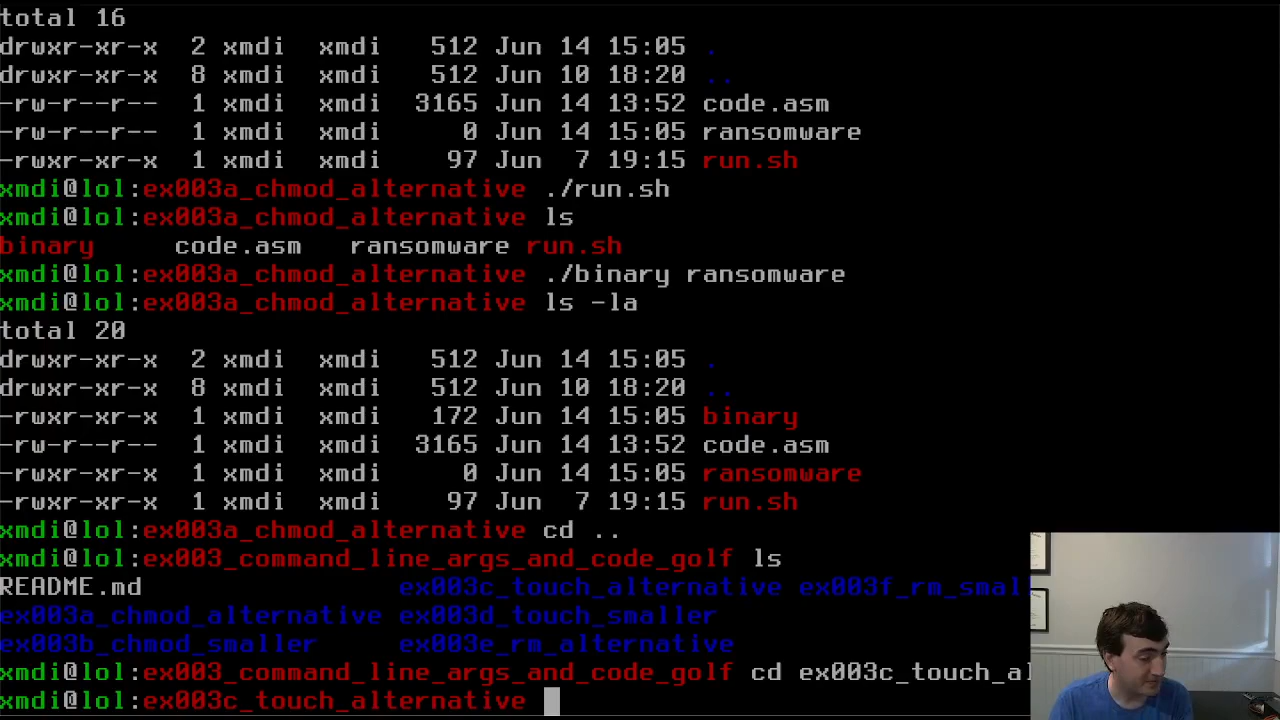 total 16
drwxr-xr-x 2 xmdi xmdi 512 Jun 14 15:05 .
drwxr-xr-x 8 xmdi xmdi 512 Jun 10 18:20 ..
-rw-r--r-- 1 xmdi xmdi 3165 Jun 14 13:52 code.asm
-rw-r--r-- 1 xmdi xmdi 0 Jun 14 15:05 ransomware
-rwxr-xr-x 1 xmdi xmdi 97 Jun 7 19:15 run.sh
xmdi@lol:ex003a_chmod_alternative ./run.sh
xmdi@lol:ex003a_chmod_alternative ls
binary code.asm ransomware run.sh
xmdi@lol:ex003a_chmod_alternative ./binary ransomware
xmdi@lol:ex003a_chmod_alternative ls -la
total 20
drwxr-xr-x 2 xmdi xmdi 512 Jun 14 15:05 .
drwxr-xr-x 8 xmdi xmdi 512 Jun 10 18:20 ..
-rwxr-xr-x 1 xmdi xmdi 172 Jun 14 15:05 binary
-rw-r--r-- 1 xmdi xmdi 3165 Jun 14 13:52 code.asm
-rwxr-xr-x 1 xmdi xmdi 0 Jun 14 15:05 ransomware
-rwxr-xr-x 1 xmdi xmdi 97 Jun 7 19:15 run.sh
xmdi@lol:ex003a_chmod_alternative cd ..
xmdi@lol:ex003_command_line_args_and_code_golf ls
README.md ex003c_touch_alternative ex003f_rm_smal
ex003a_chmod_alternative ex003d_touch_smaller
ex003b_chmod_smaller ex003e_rm_alternative
xmdi@lol:ex003_command_line_args_and_code_golf cd ex003c_touch_a
xmdi@lol:ex003c_touch_alternative